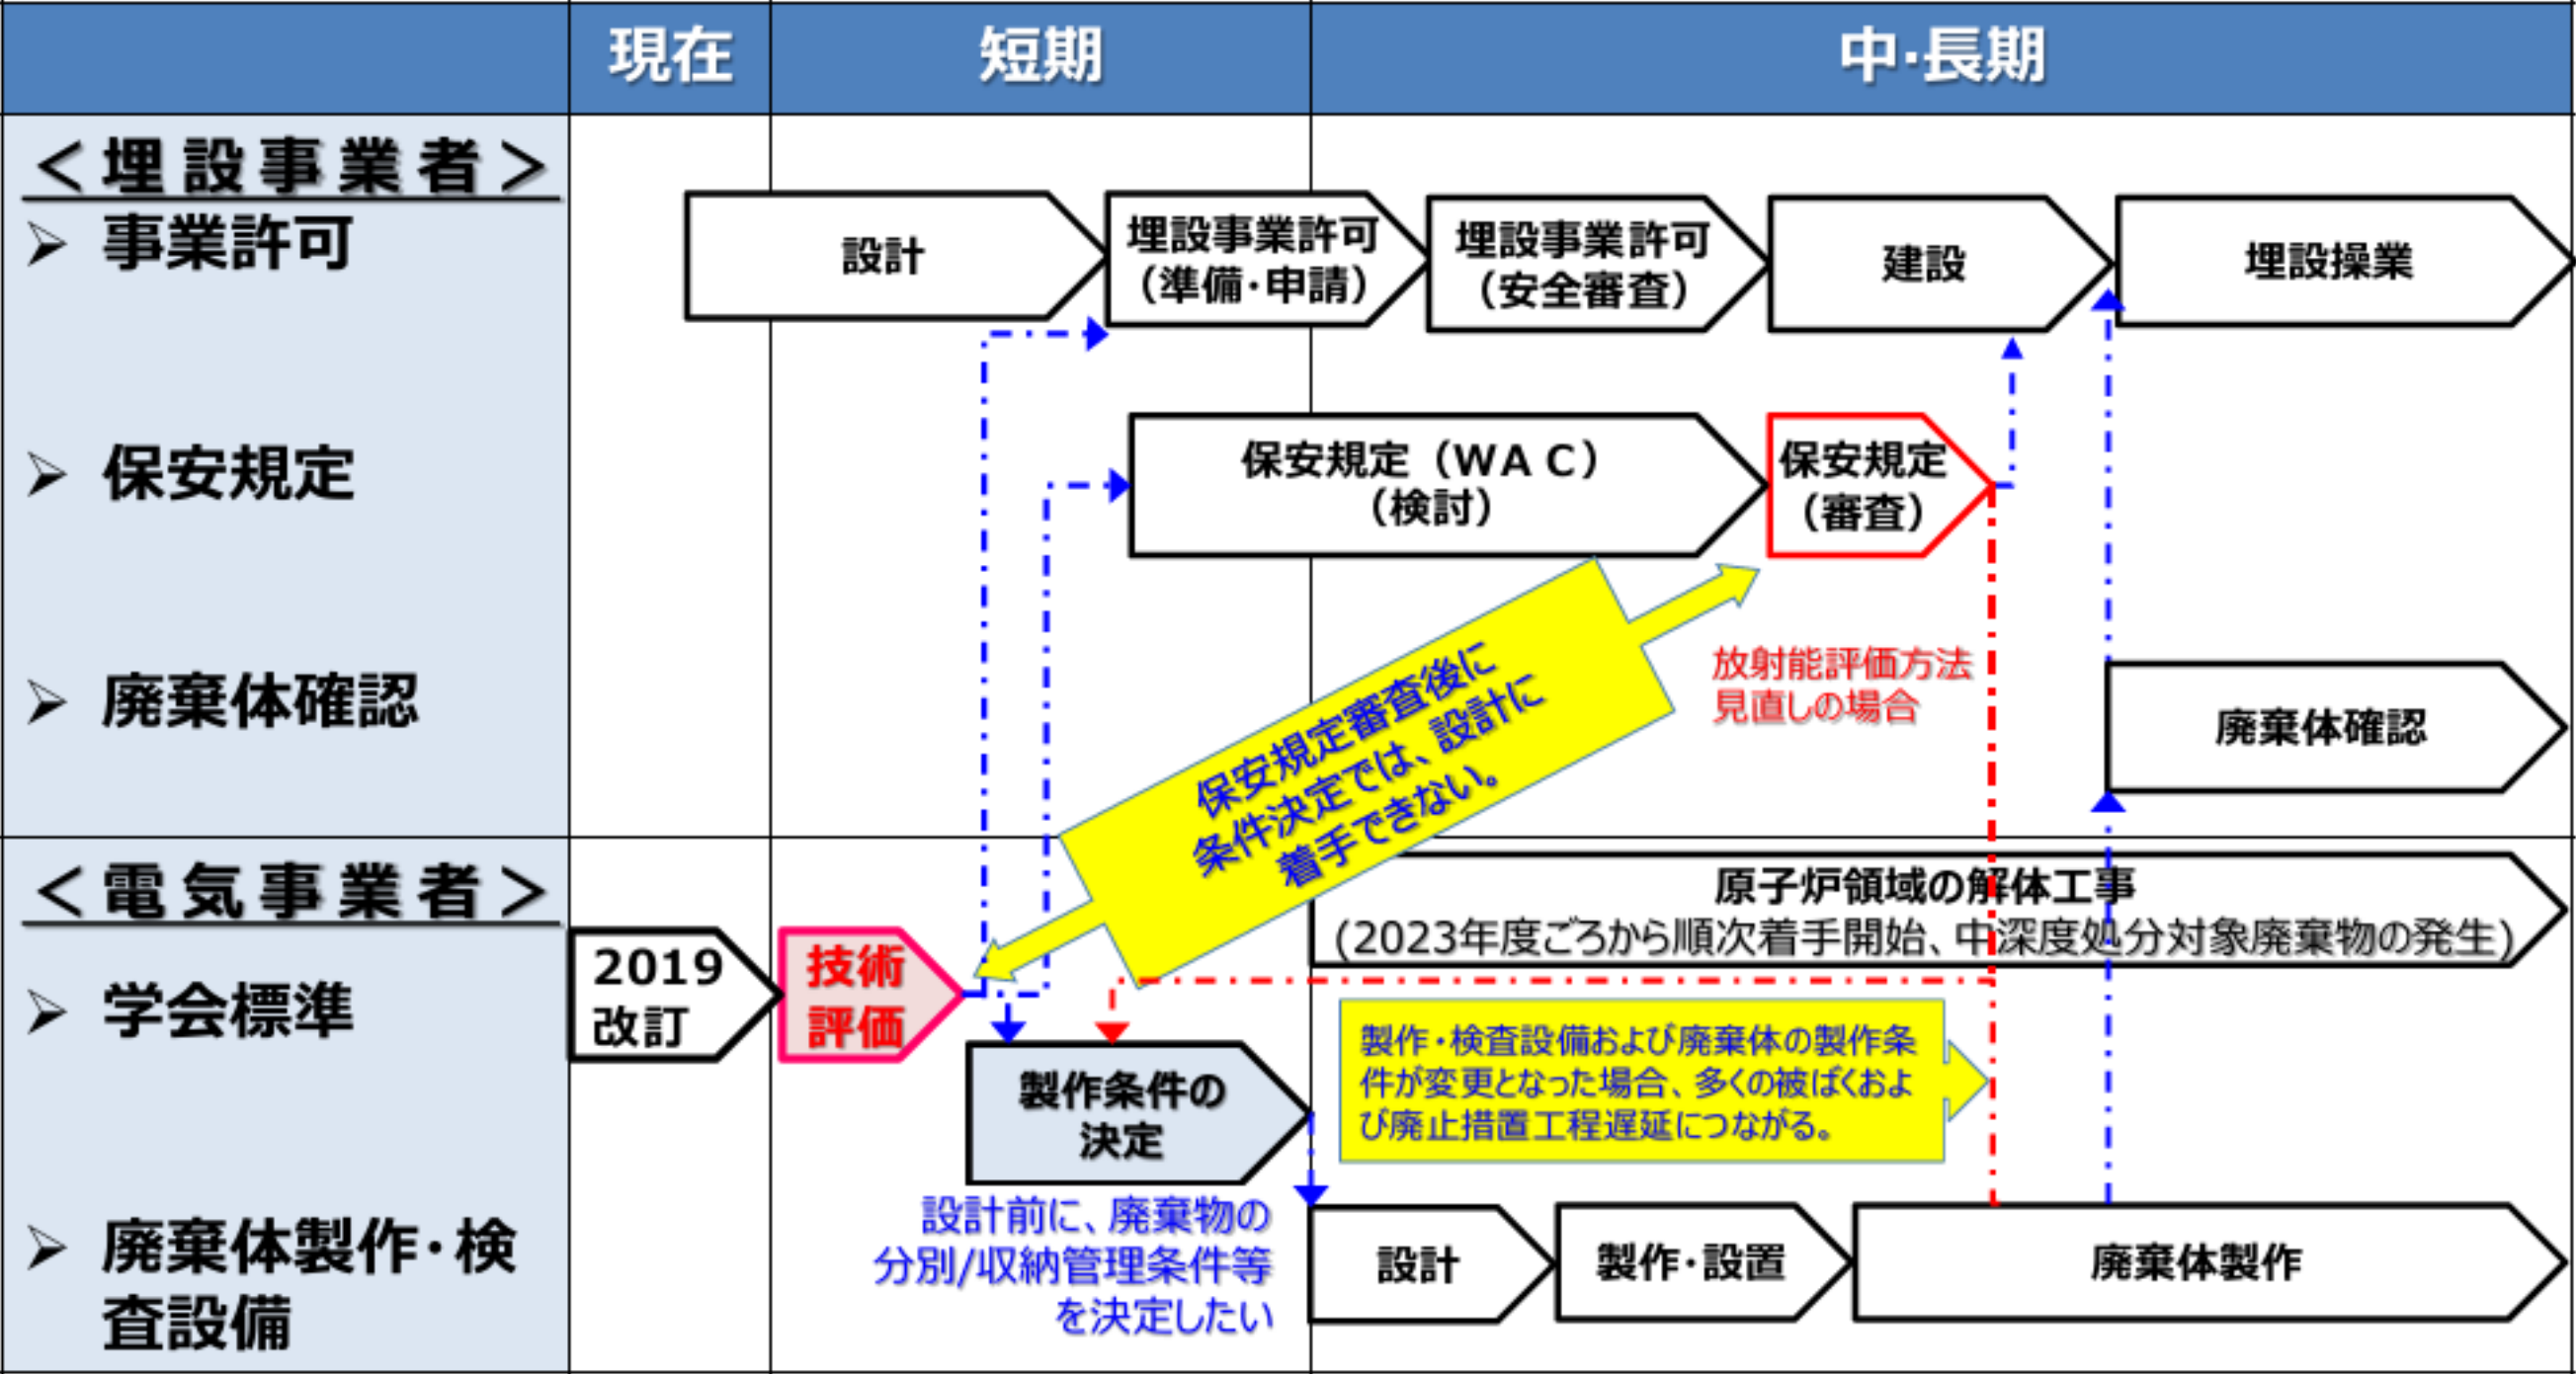 現在
短期
中・長期
＜埋設事業者＞
➢ 事業許可
設計
埋設事業許可
（準備・申請）
埋設事業許可
（安全審査）
建設
埋設操業
➢ 保安規定
保安規定（ＷＡＣ）
（検討）
保安規定
（審査）
➢ 廃棄体確認
保安規定審査後に
条件決定では、設計に
着手できない。
放射能評価方法
見直しの場合
廃棄体確認
＜電気事業者＞
➢ 学会標準
2019
改訂
技術
評価
原子炉領域の解体工事
(2023年度ごろから順次着手開始、中深度処分対象廃棄物の発生)
製作条件の
決定
製作・検査設備および廃棄体の製作条
件が変更となった場合、多くの被ばくおよ
び廃止措置工程遅延につながる。
設計前に、廃棄物の
分別/収納管理条件等
を決定したい
➢ 廃棄体製作・検
査設備
設計
製作・設置
廃棄体製作